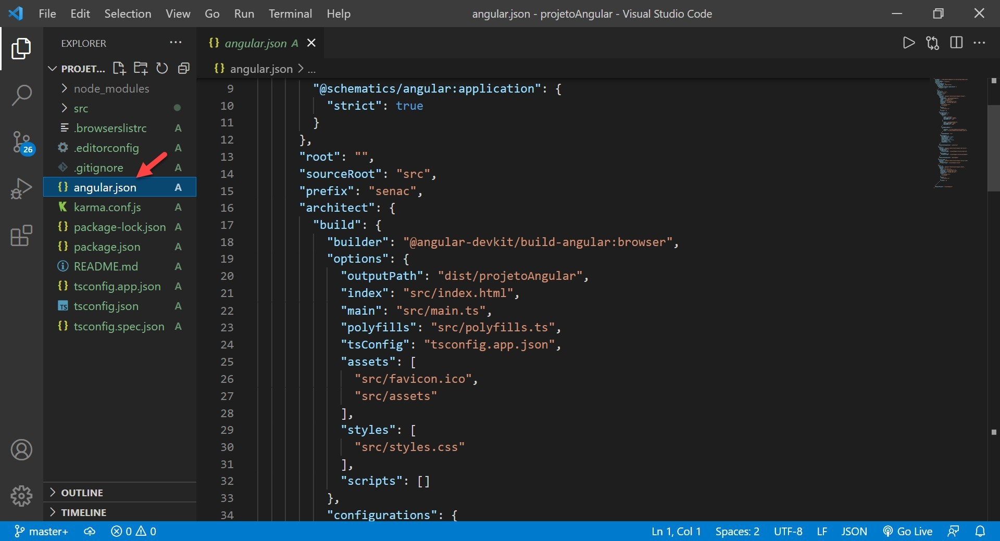 File Edit Selection View Go Run Terminal Help
angular.json - projetoAngular - Visual Studio Code
EXPLORER
PROJET...
node_modules
src
.browserslistrc A
.editorconfig A
.gitignore A
angular.json A
karma.conf.js A
package-lock.json A
package.json A
README.md A
tsconfig.app.json A
TS tsconfig.json A
tsconfig.spec.json A
OUTLINE
TIMELINE
26
{} angular.json A
{} angular.json > ...
9 "@schematics/angular:application": {
10 "strict": true
11 }
12 },
13 "root": "",
14 "sourceRoot": "src",
15 "prefix": "senac",
16 "architect": {
17 "build": {
18 "builder": "@angular-devkit/build-angular:browser",
19 "options": {
20 "outputPath": "dist/projetoAngular",
21 "index": "src/index.html",
22 "main": "src/main.ts",
23 "polyfills": "src/polyfills.ts",
24 "tsConfig": "tsconfig.app.json",
25 "assets": [
26 "src/favicon.ico",
27 "src/assets"
28 ],
29 "styles": [
30 "src/styles.css"
31 ],
32 "scripts": []
33 },
34 "configurations": {
master+ 0 0 Ln 1, Col 1 Spaces: 2 UTF-8 LF JSON Go Live